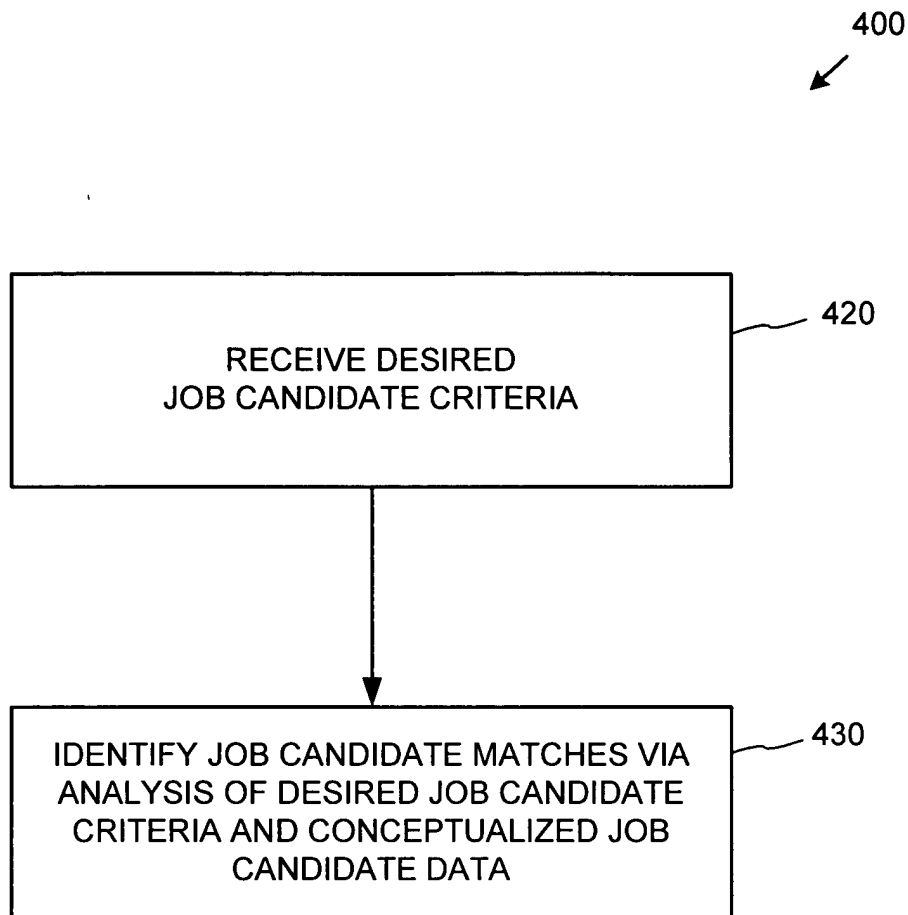 400
RECEIVE DESIRED
JOB CANDIDATE CRITERIA
420
IDENTIFY JOB CANDIDATE MATCHES VIA
ANALYSIS OF DESIRED JOB CANDIDATE
CRITERIA AND CONCEPTUALIZED JOB
CANDIDATE DATA
430